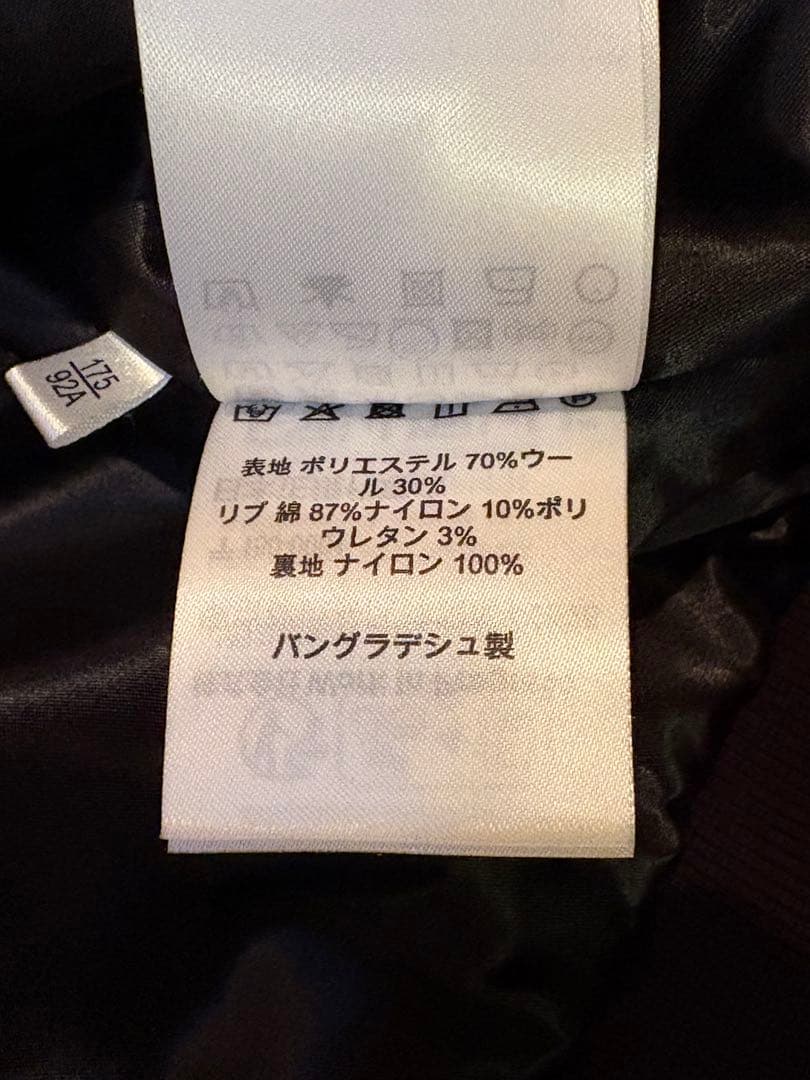 175
92A
表地 ポリエステル 70%ウー
ル 30%
リブ 綿 87%ナイロン 10%ポリ
ウレタン 3%
裏地 ナイロン 100%
バングラデシュ製